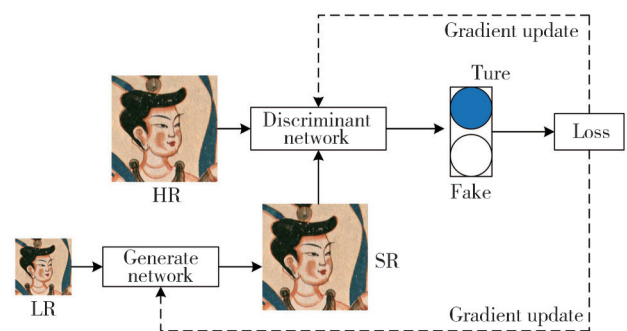 Gradient update
Ture
Discriminant
network
Loss
HR
Fake
Generate
network
SR
LR
Gradient update